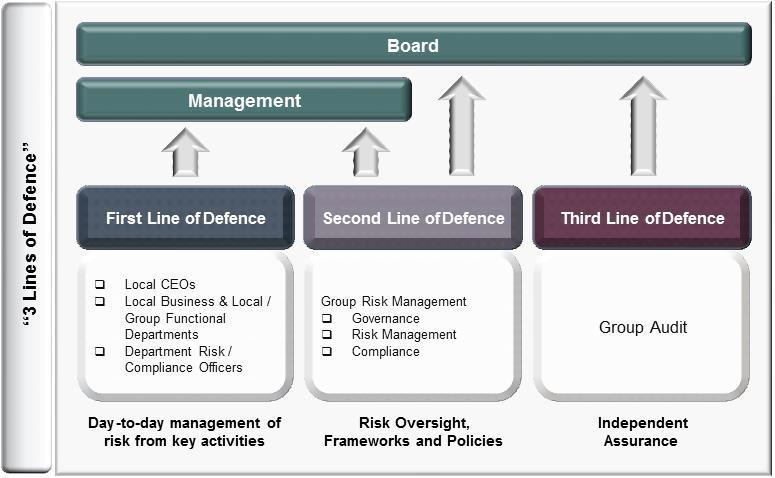 "3 Lines of Defence"
Board
Management
First Line of Defence
Second Line of Defence
Third Line of Defence
Local CEOs
Local Business & Local /
Group Functional
Departments
Department Risk /
Compliance Officers
Group Risk Management
Governance
Risk Management
Compliance
Group Audit
Day-to-day management of
risk from key activities
Risk Oversight,
Frameworks and Policies
Independent
Assurance